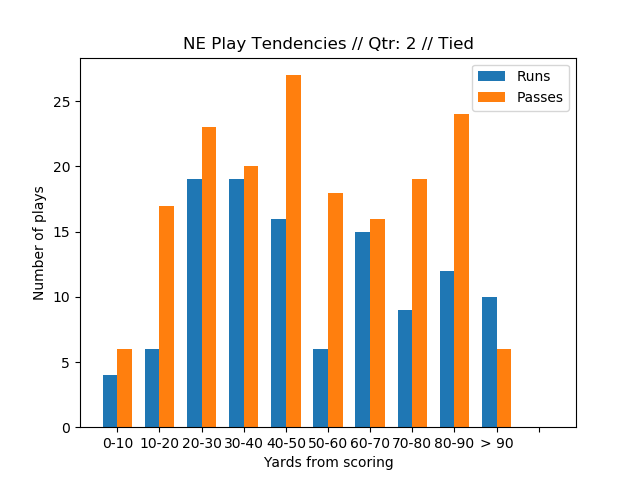 NE Play Tendencies // Qtr: 2 // Tied
Runs
Passes
Number of plays
25
20
15
10
5
0
0-10 10-20 20-30 30-40 40-50 50-60 60-70 70-80 80-90 > 90
Yards from scoring